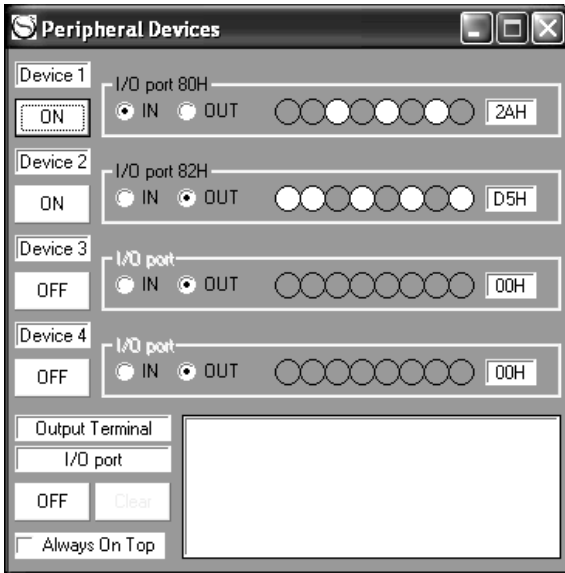 Peripheral Devices
Device 1
I/O port 80H
ON
IN
OUT
2AH
Device 2
I/O port 82H
ON
IN
OUT
D5H
Device 3
I/O port
OFF
IN
OUT
00H
Device 4
I/O port
OFF
IN
OUT
00H
Output Terminal
I/O port
OFF
Clear
Always On Top